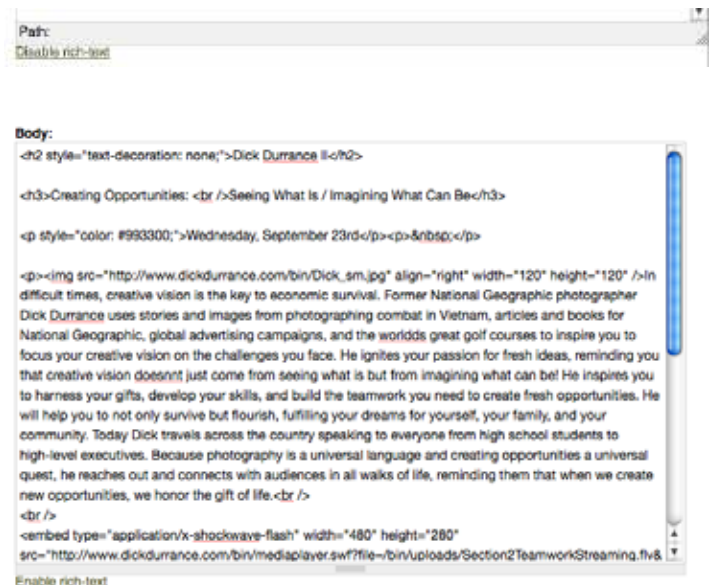 Path:
Disable rich-text
Body:
<h2 style="text-decoration: none;">Dick Durrance II</h2>
<h3>Creating Opportunities: <br />Seeing What Is / Imagining What Can Be</h3>
<p style="color: #993300;">Wednesday, September 23rd</p><p>&nbsp;</p>
<p><img src="http://www.dickdurrance.com/bin/Dick_sm.jpg" align="right" width="120" height="120" />In
difficult times, creative vision is the key to economic survival. Former National Geographic photographer
Dick Durrance uses stories and images from photographing combat in Vietnam, articles and books for
National Geographic, global advertising campaigns, and the worldds great golf courses to inspire you to
focus your creative vision on the challenges you face. He ignites your passion for fresh ideas, reminding you
that creative vision doesnnt just come from seeing what is but from imagining what can be! He inspires you
to harness your gifts, develop your skills, and build the teamwork you need to create fresh opportunities. He
will help you to not only survive but flourish, fulfilling your dreams for yourself, your family, and your
community. Today Dick travels across the country speaking to everyone from high school students to
high-level executives. Because photography is a universal language and creating opportunities a universal
quest, he reaches out and connects with audiences in all walks of life, reminding them that when we create
new opportunities, we honor the gift of life.<br />
<br />
<embed type="application/x-shockwave-flash" width="480" height="280"
src="http://www.dickdurrance.com/bin/mediaplayer.swf?file=/bin/uploads/Section2TeamworkStreaming.flv&
Enable rich-text